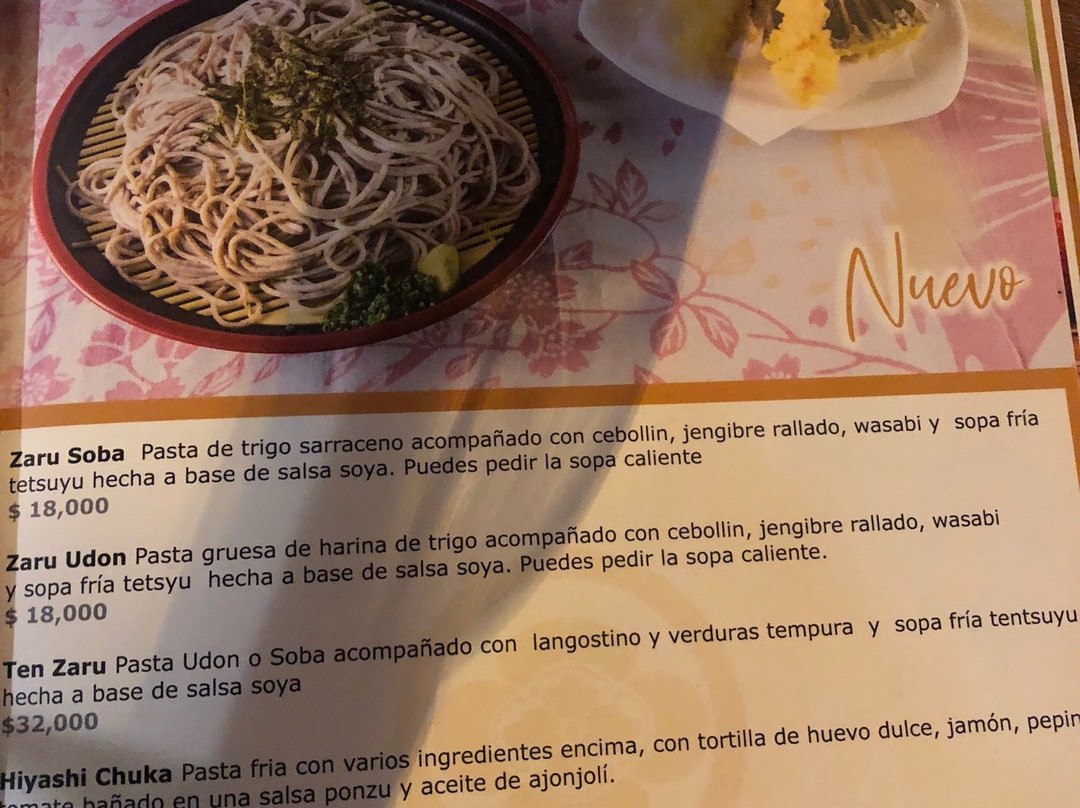 Nuevo
Zaru Soba Pasta de trigo sarraceno acompañado con cebollin, jengibre rallado, wasabi y sopa fría
tetsuyu hecha a base de salsa soya. Puedes pedir la sopa caliente
$ 18,000
Zaru Udon Pasta gruesa de harina de trigo acompañado con cebollin, jengibre rallado, wasabi
y sopa fría tetsyu hecha a base de salsa soya. Puedes pedir la sopa caliente.
$ 18,000
Ten Zaru Pasta Udon o Soba acompañado con langostino y verduras tempura y sopa fría tentsuyu
hecha a base de salsa soya
$32,000
Hiyashi Chuka Pasta fria con varios ingredientes encima, con tortilla de huevo dulce, jamón, pepin
tomate bañado en una salsa ponzu y aceite de ajonjolí.